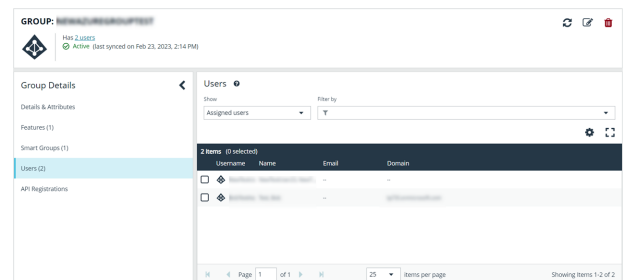 GROUP:
Has 2 users
Active (last synced on Feb 23, 2023, 2:14 PM)
Group Details
Details & Attributes
Features (1)
Smart Groups (1)
Users (2)
API Registrations
Users
Show
Filter by
Assigned users
2 Items (0 selected)
Username Name Email Domain
-- --
--
Page 1 of 1
25 items per page
Showing Items 1-2 of 2